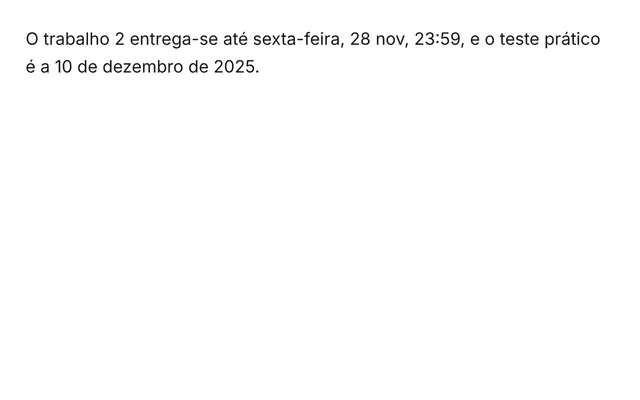 O trabalho 2 entrega-se até sexta-feira, 28 nov, 23:59, e o teste prático
é a 10 de dezembro de 2025.